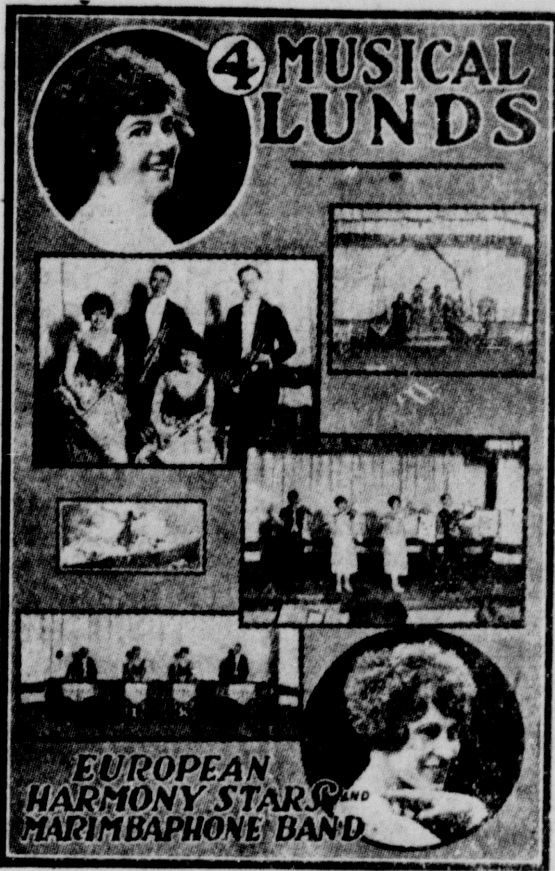 4 MUSICAL
LUNDS
EUROPEAN
HARMONY STARS AND
MARIMBAPHONE BAND